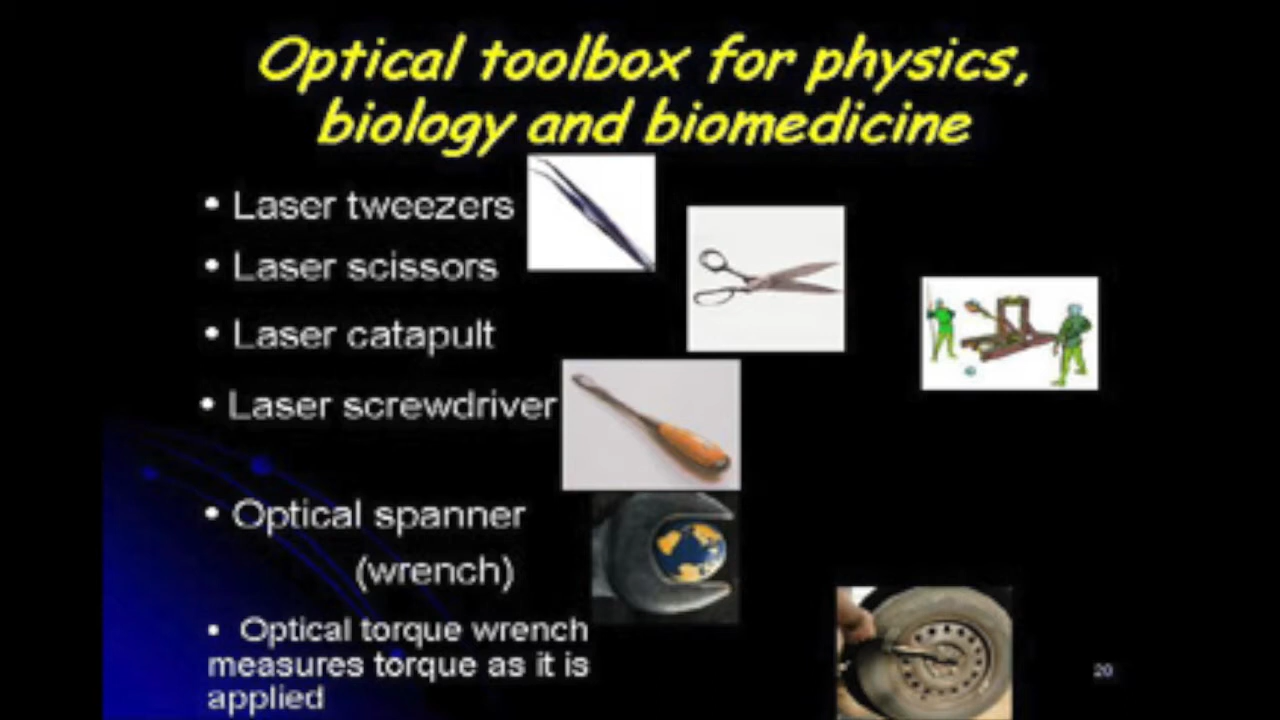 Optical toolbox for physics,
biology and biomedicine
• Laser tweezers
• Laser scissors
• Laser catapult
• Laser screwdriver
• Optical spanner
(wrench)
• Optical torque wrench
measures torque as it is
applied
20